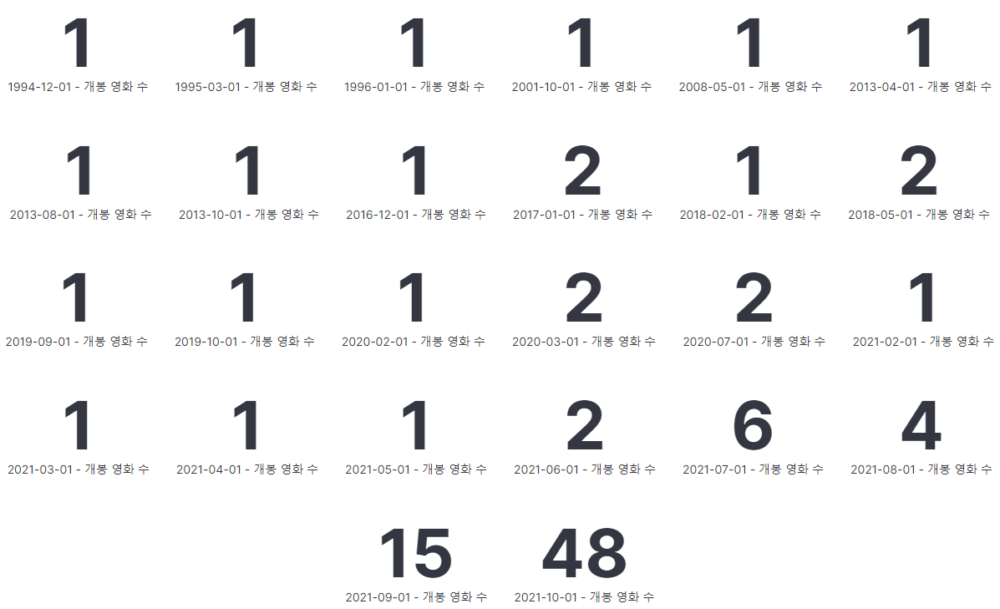 1 1 1 1 1 1
1994-12-01 - 개봉 영화 수 1995-03-01 - 개봉 영화 수 1996-01-01 - 개봉 영화 수 2001-10-01 - 개봉 영화 수 2008-05-01 - 개봉 영화 수 2013-04-01 - 개봉 영화 수
1 1 1 2 1 2
2013-08-01 - 개봉 영화 수 2013-10-01 - 개봉 영화 수 2016-12-01 - 개봉 영화 수 2017-01-01 - 개봉 영화 수 2018-02-01 - 개봉 영화 수 2018-05-01 - 개봉 영화 수
1 1 1 2 2 1
2019-09-01 - 개봉 영화 수 2019-10-01 - 개봉 영화 수 2020-02-01 - 개봉 영화 수 2020-03-01 - 개봉 영화 수 2020-07-01 - 개봉 영화 수 2021-02-01 - 개봉 영화 수
1 1 1 2 6 4
2021-03-01 - 개봉 영화 수 2021-04-01 - 개봉 영화 수 2021-05-01 - 개봉 영화 수 2021-06-01 - 개봉 영화 수 2021-07-01 - 개봉 영화 수 2021-08-01 - 개봉 영화 수
15 48
2021-09-01 - 개봉 영화 수 2021-10-01 - 개봉 영화 수